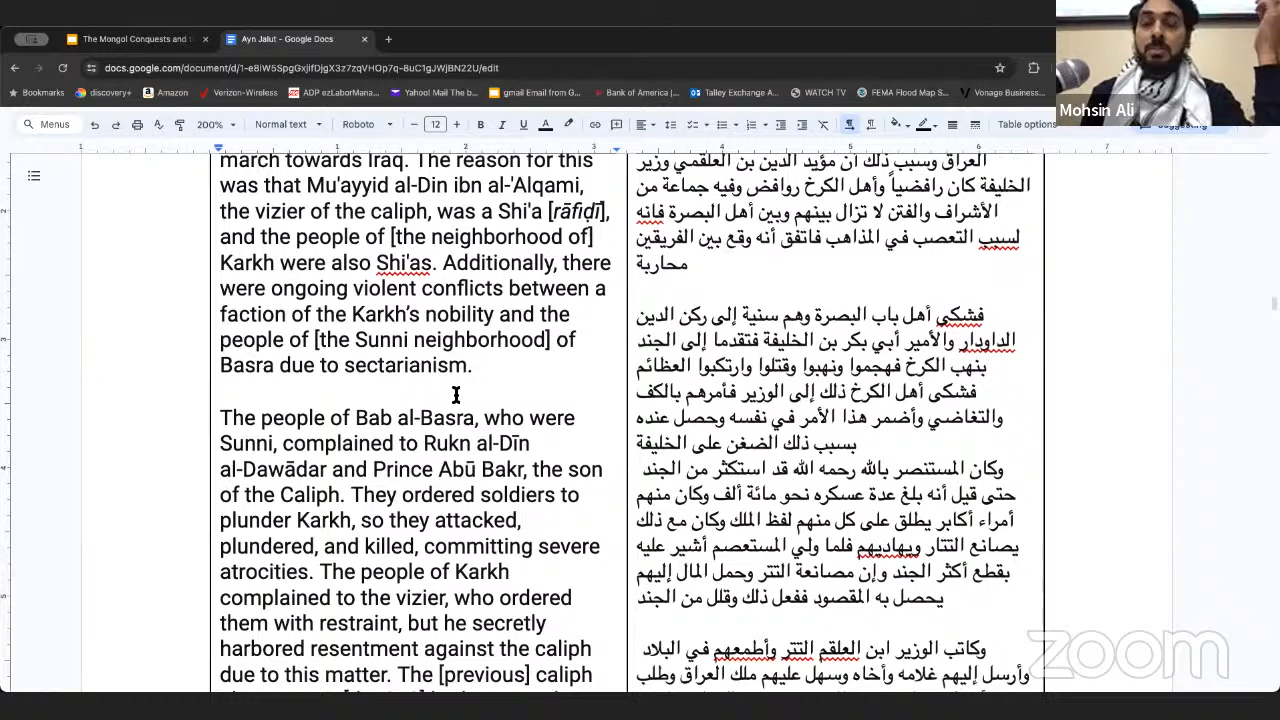 The Mongol Conquests and t
Ayn Jalut - Google Docs
docs.google.com/document/d/1-e8IW5SpgGxjifDjgX3z7zqVHOp7q-8uC1gJWjBN22U/edit
Bookmarks discovery+ Amazon Verizon-Wireless ADP ezLaborMana... Yahoo! Mail The b... gmail Email from G... Bank of America |... Talley Exchange A... WATCH TV FEMA Flood Map S... Vonage Business...
Mohsin Ali
Menus 200% Normal text Roboto 12 Table options Suggesting
1 1 2 3 4 5 6 7
march towards Iraq. The reason for this
was that Mu'ayyid al-Din ibn al-'Alqami,
the vizier of the caliph, was a Shi'a [rāfiḍī],
and the people of [the neighborhood of]
Karkh were also Shi'as. Additionally, there
were ongoing violent conflicts between a
faction of the Karkh’s nobility and the
people of [the Sunni neighborhood] of
Basra due to sectarianism.
The people of Bab al-Basra, who were
Sunni, complained to Rukn al-Dīn
al-Dawādar and Prince Abū Bakr, the son
of the Caliph. They ordered soldiers to
plunder Karkh, so they attacked,
plundered, and killed, committing severe
atrocities. The people of Karkh
complained to the vizier, who ordered
them with restraint, but he secretly
harbored resentment against the caliph
due to this matter. The [previous] caliph
العراق وسبب ذلك أن مؤيد الدين بن العلقمي وزير
الخليفة كان رافضياً وأهل الكرخ روافض وفيه جماعة من
الأشراف والفتن لا تزال بينهم وبين أهل البصرة فانه
لسبب التعصب في المذاهب فاتفق أنه وقع بين الفريقين
محاربة
فشكى أهل باب البصرة وهم سنية إلى ركن الدين
الداودار والأمير أبي بكر بن الخليفة فتقدما إلى الجند
بنهب الكرخ فهجموا ونهبوا وقتلوا وارتكبوا العظائم
فشكى أهل الكرخ ذلك إلى الوزير فأمرهم بالكف
والتغاضي وأضمر هذا الأمر في نفسه وحصل عنده
بسبب ذلك الضغن على الخليفة
وكان المستنصر بالله رحمه الله قد استكثر من الجند
حتى قيل أنه بلغ عدة عسكره نحو مائة ألف وكان منهم
أمراء أكابر يطلق على كل منهم لفظ الملك وكان مع ذلك
يصانع التتار ويهاديهم فلما ولي المستعصم أشير عليه
بقطع أكثر الجند وإن مصانعة التتر وحمل المال إليهم
يحصل به المقصود ففعل ذلك وقلل من الجند
وكاتب الوزير ابن العلقم التتر وأطمعهم في البلاد
وأرسل إليهم غلامه وأخاه وسهل عليهم ملك العراق وطلب
2
3
4
5
zoom